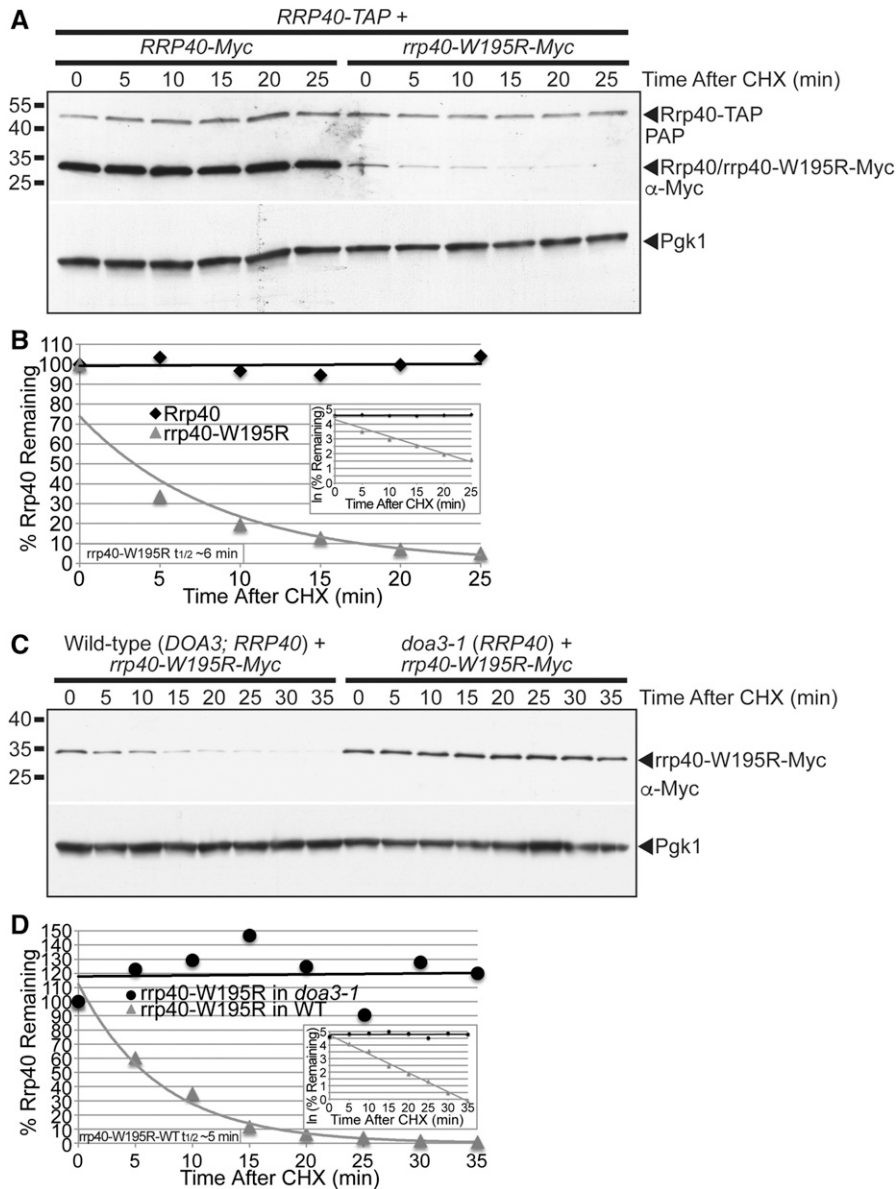 A
RRP40-TAP +
RRP40-Myc rrp40-W195R-Myc
0 5 10 15 20 25 0 5 10 15 20 25 Time After CHX (min)
55
40
35
25
Rrp40-TAP
PAP
Rrp40/rrp40-W195R-Myc
α-Myc
Pgk1
B
% Rrp40 Remaining
110
100
90
80
70
60
50
40
30
20
10
0
Rrp40
rrp40-W195R
rrp40-W195R t1/2 ~6 min
0 5 10 15 20 25
Time After CHX (min)
ln (% Remaining)
5
4
3
2
1
0
0 5 10 15 20 25
Time After CHX (min)
C
Wild-type (DOA3; RRP40) + doa3-1 (RRP40) +
rrp40-W195R-Myc rrp40-W195R-Myc
0 5 10 15 20 25 30 35 0 5 10 15 20 25 30 35 Time After CHX (min)
40
35
25
rrp40-W195R-Myc
α-Myc
Pgk1
D
% Rrp40 Remaining
150
140
130
120
110
100
90
80
70
60
50
40
30
20
10
0
rrp40-W195R in doa3-1
rrp40-W195R in WT
rrp40-W195R-WT t1/2 ~5 min
0 5 10 15 20 25 30 35
Time After CHX (min)
ln (% Remaining)
5
4
3
2
1
0
0 5 10 15 20 25 30 35
Time After CHX (min)